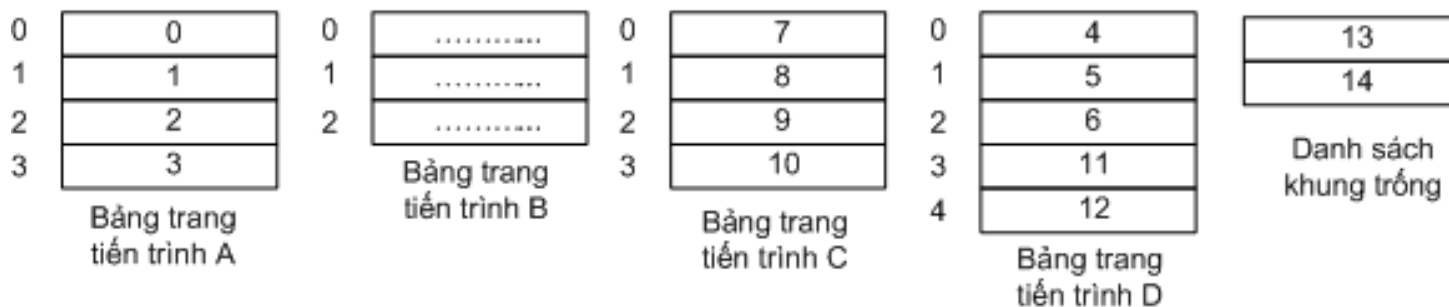 0 0 0 ............ 0 7 0 4 13
1 1 1 ............ 1 8 1 5 14
2 2 2 ............ 2 9 2 6
3 3 3 10 3 11
4 12
Bảng trang
tiến trình A
Bảng trang
tiến trình B
Bảng trang
tiến trình C
Bảng trang
tiến trình D
Danh sách
khung trống